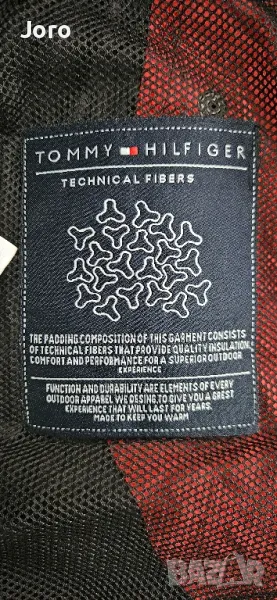 Joro
TOMMY HILFIGER
TECHNICAL FIBERS
THE PADDING COMPOSITION OF THIS GARMENT CONSISTS
OF TECHNICAL FIBERS THAT PROVIDE QUALITY INSULATION,
COMFORT AND PERFORMANCE FOR A SUPERIOR OUTDOOR
EXPERIENCE
FUNCTION AND DURABILITY ARE ELEMENTS OF EVERY
OUTDOOR APPAREL WE DESING, TO GIVE YOU A GREST
EXPERIENCE THAT WILL LAST FOR YEARS.
MADE TO KEEP YOU WARM
bazar